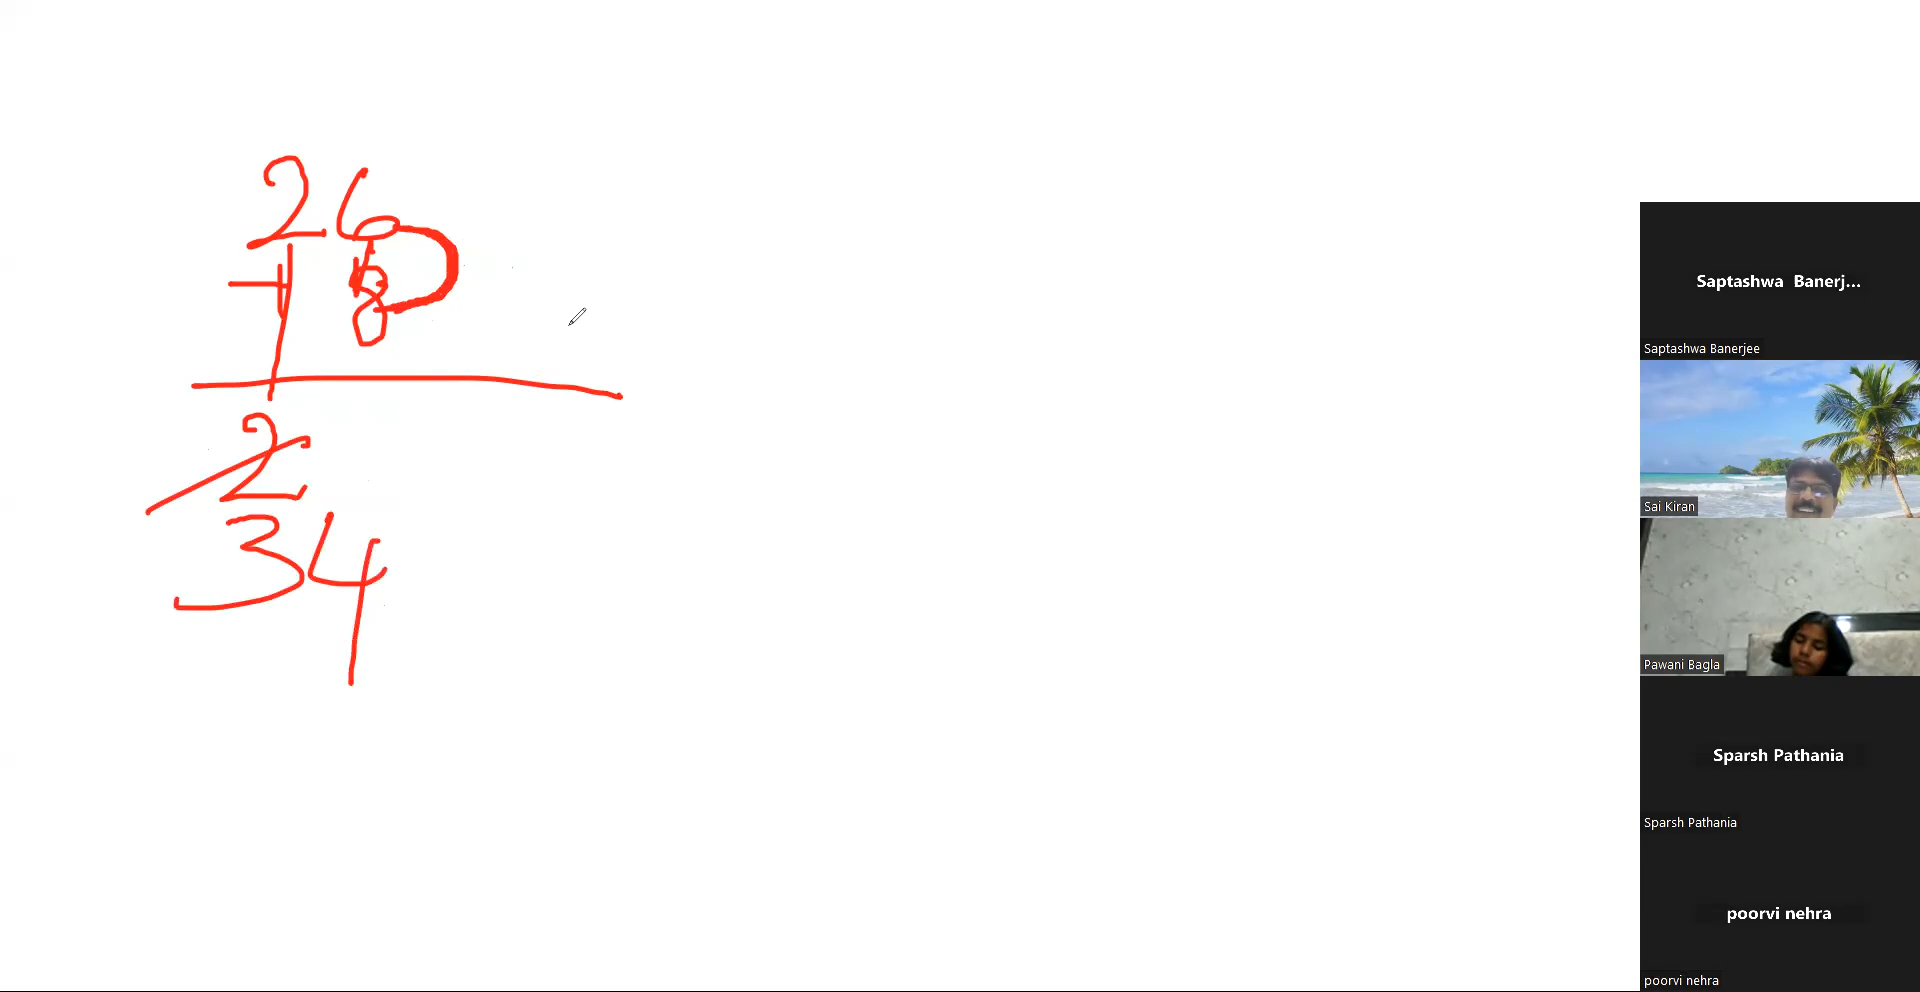 26
+ 8
2
34
Saptashwa Banerj...
Saptashwa Banerjee
Sai Kiran
Pawani Bagla
Sparsh Pathania
Sparsh Pathania
poorvi nehra
poorvi nehra